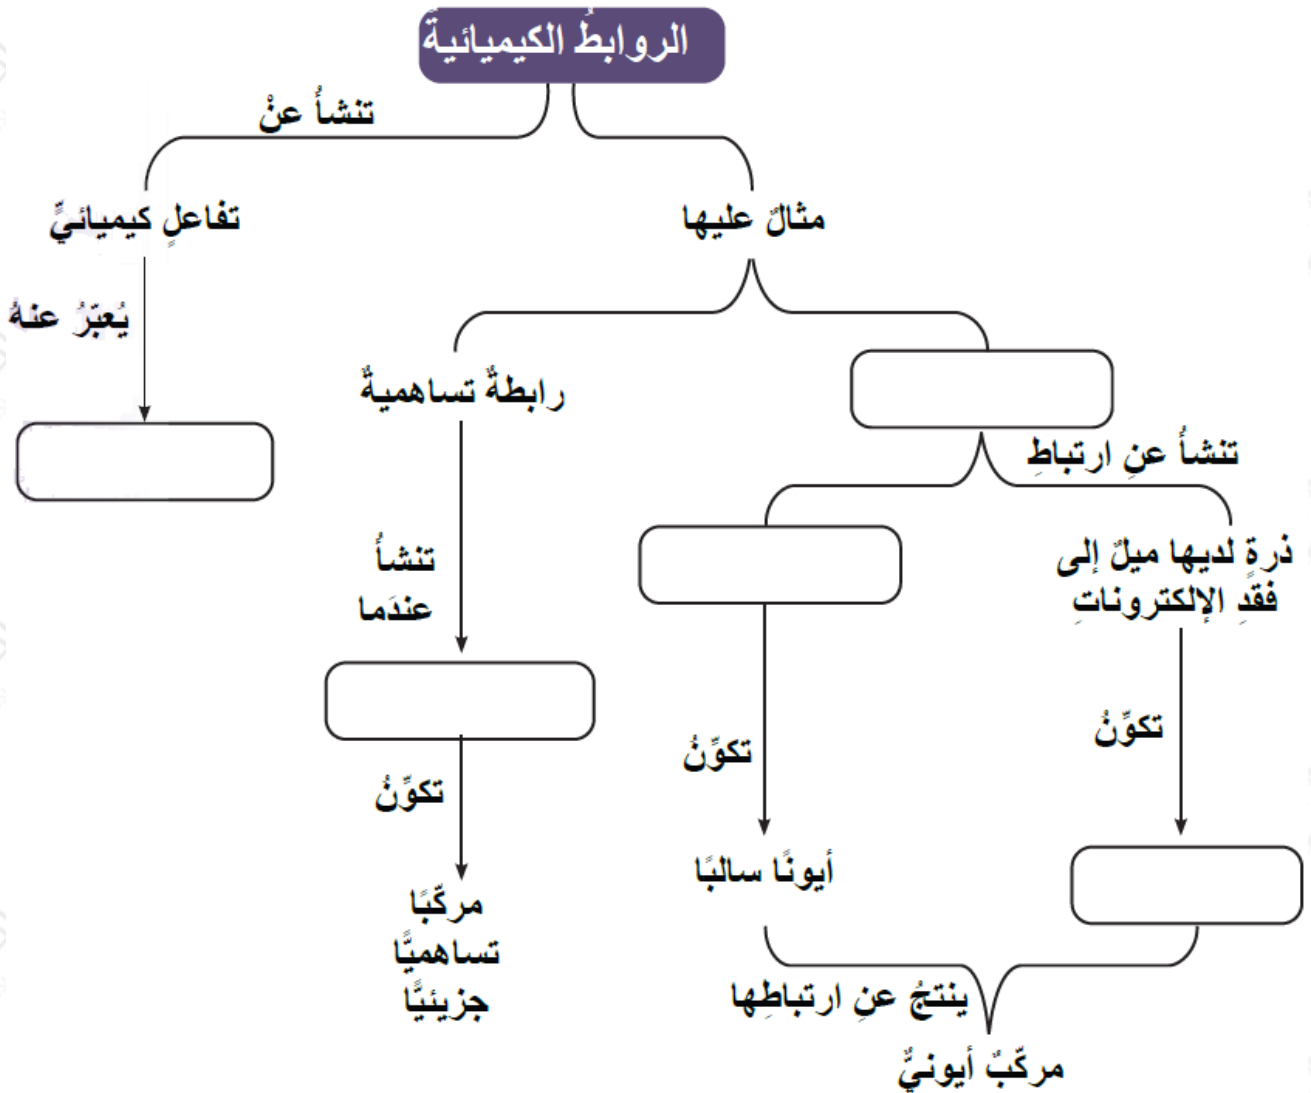 الروابطُ الكيميائيةُ
تنشأُ عنْ
مثالٌ عليها
تفاعلٍ كيميائيٍّ
يُعبّرُ عنهُ
رابطةٌ تساهميةٌ
تنشأُ عنِ ارتباطِ
ذرةٍ لديها ميلٌ إلى
فقدِ الإلكتروناتِ
تنشأُ
عندَما
تكوِّنُ
تكوِّنُ
تكوِّنُ
أيونًا سالبًا
مركّبًا
تساهميًّا
جزيئيًّا
ينتجُ عنِ ارتباطِها
مركّبٌ أيونيٌّ